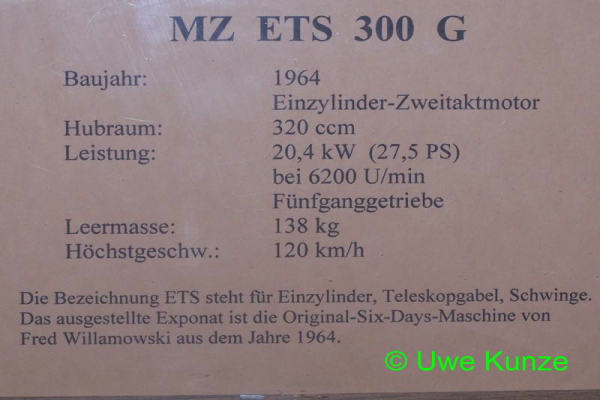 MZ ETS 300 G
Baujahr: 1964
Einzylinder-Zweitaktmotor
Hubraum: 320 ccm
Leistung: 20,4 kW (27,5 PS)
bei 6200 U/min
Fünfganggetriebe
Leermasse: 138 kg
Höchstgeschw.: 120 km/h
Die Bezeichnung ETS steht für Einzylinder, Teleskopgabel, Schwinge.
Das ausgestellte Exponat ist die Original-Six-Days-Maschine von
Fred Willamowski aus dem Jahre 1964.
© Uwe Kunze